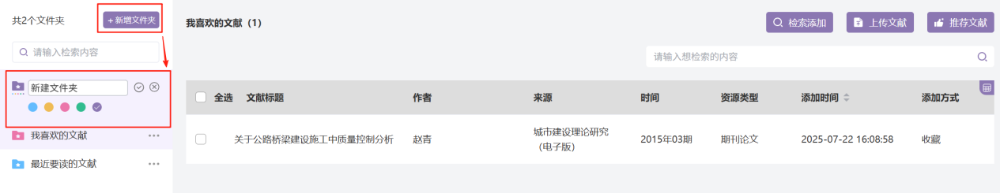 共2个文件夹
+新增文件夹
请输入检索内容
新建文件夹
我喜欢的文献
最近要读的文献
我喜欢的文献（1）
检索添加
上传文献
推荐文献
请输入想检索的内容
全选 文献标题 作者 来源 时间 资源类型 添加时间 添加方式
关于公路桥梁建设施工中质量控制分析 赵青 城市建设理论研究 2015年03期 期刊论文 2025-07-22 16:08:58 收藏
（电子版）